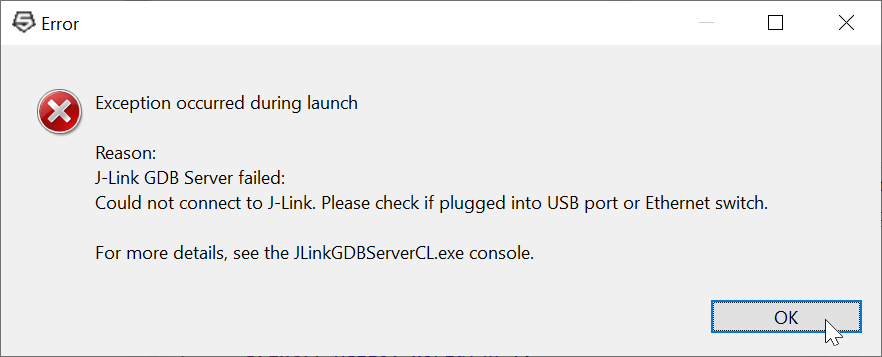 Error
Exception occurred during launch
Reason:
J-Link GDB Server failed:
Could not connect to J-Link. Please check if plugged into USB port or Ethernet switch.
For more details, see the JLinkGDBServerCL.exe console.
OK